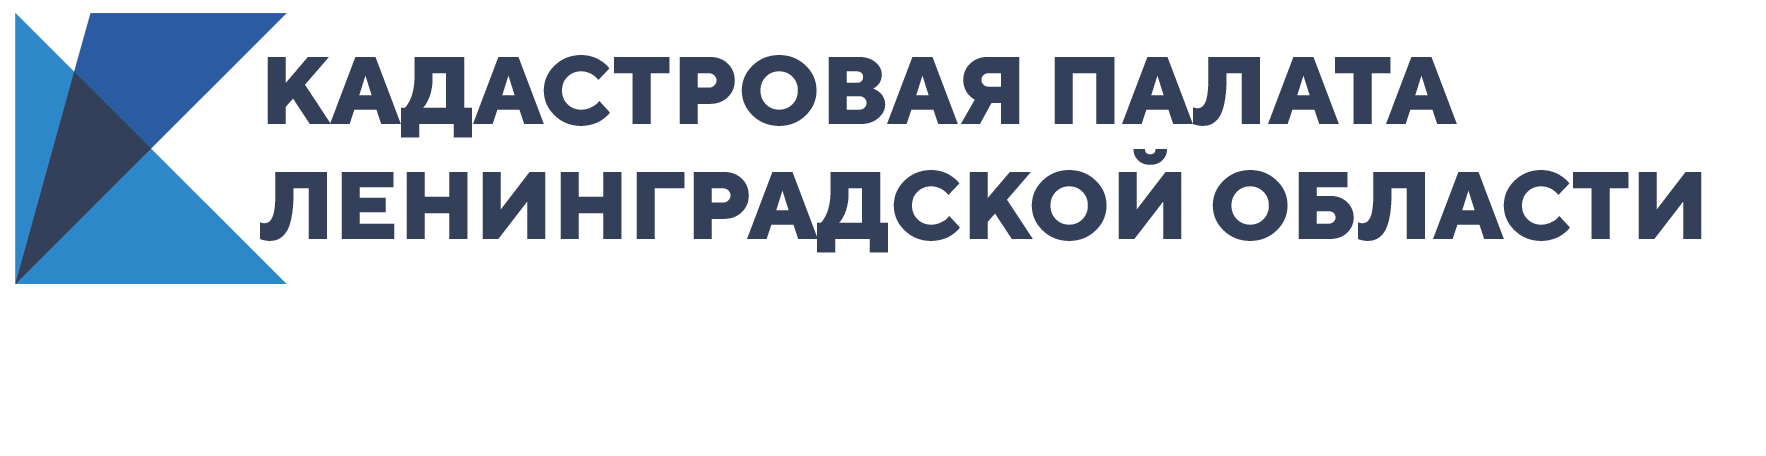 КАДАСТРОВАЯ ПАЛАТА
ЛЕНИНГРАДСКОЙ ОБЛАСТИ